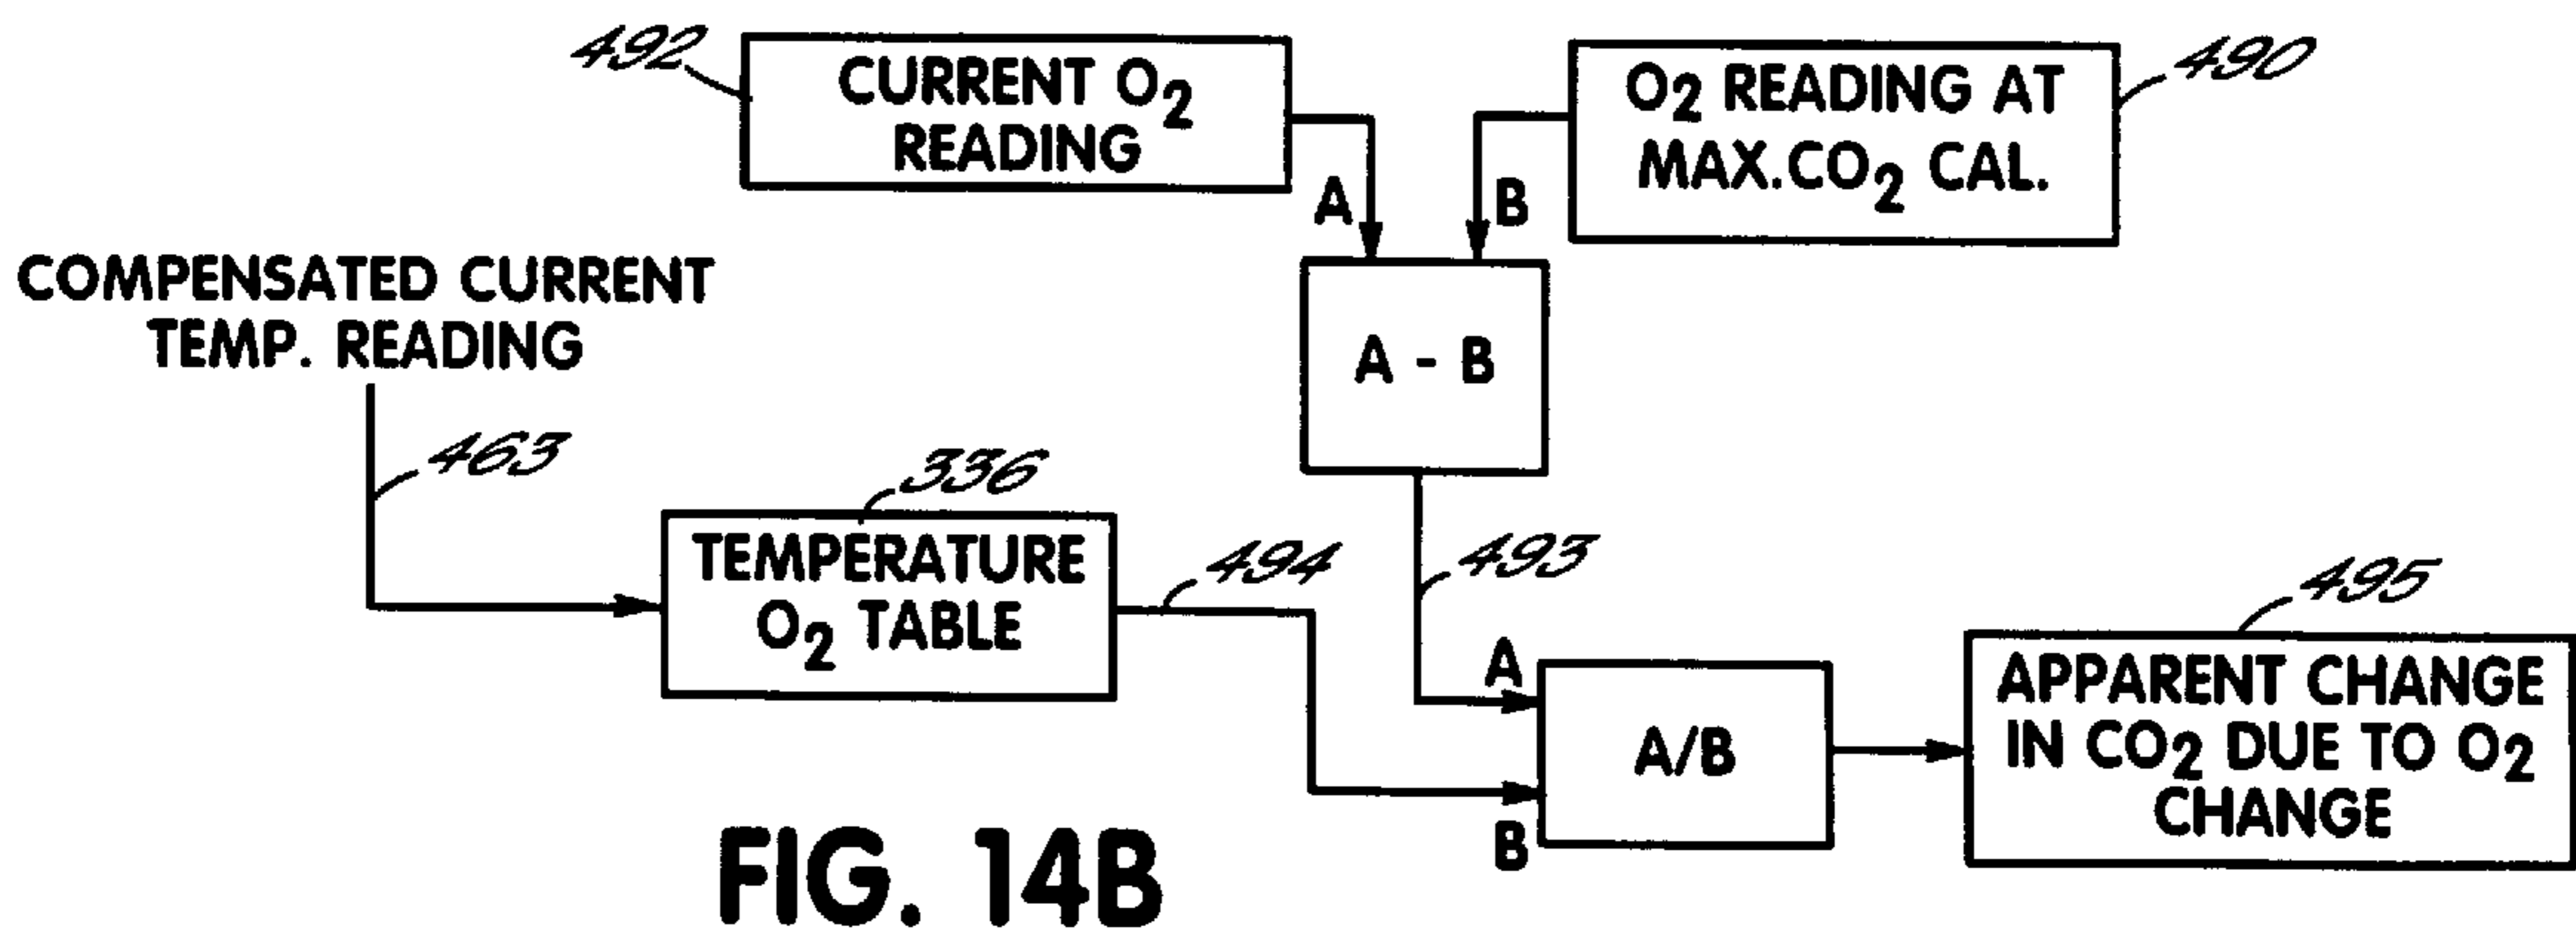 492
CURRENT O2
READING
O2 READING AT
MAX.CO2 CAL.
490
A
B
COMPENSATED CURRENT
TEMP. READING
A - B
463
336
TEMPERATURE
O2 TABLE
494
493
495
A
B
A/B
APPARENT CHANGE
IN CO2 DUE TO O2
CHANGE
FIG. 14B